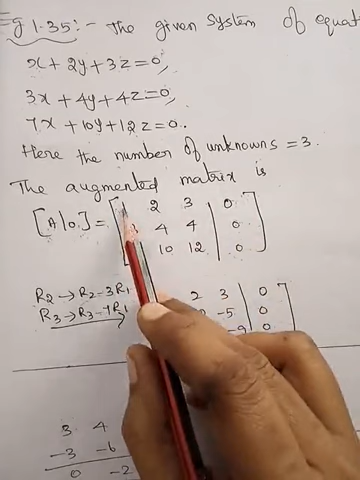 Eg 1.35:- The given system of equat
x + 2y + 3z = 0,
3x + 4y + 4z = 0,
7x + 10y + 12z = 0.
Here the number of unknowns = 3.
The augmented matrix is
[A|0] = [1 2 3 | 0]
4 4 | 0
10 12 | 0
R2 → R2 - 3R1
R3 → R3 - 7R1
2 3 | 0
-5 | 0
-9 | 0
3 4
-3 -6
0 -2